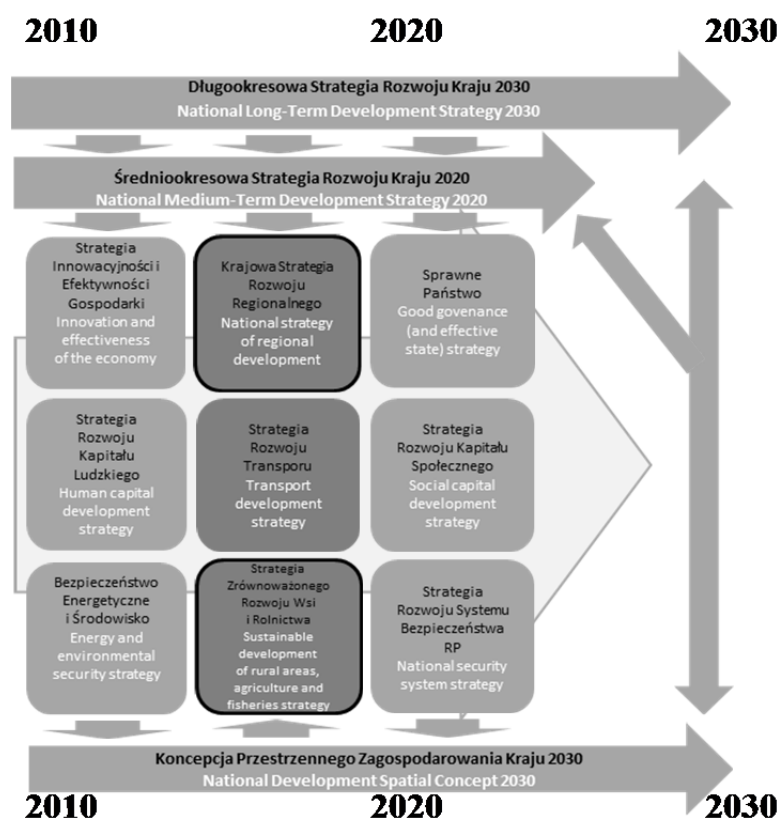 2010 2020 2030
Długookresowa Strategia Rozwoju Kraju 2030
National Long-Term Development Strategy 2030
Średniookresowa Strategia Rozwoju Kraju 2020
National Medium-Term Development Strategy 2020
Strategia
Innowacyjności i
Efektywności
Gospodarki
Innovation and
effectiveness
of the economy
Krajowa Strategia
Rozwoju
Regionalnego
National strategy
of regional
development
Sprawne
Państwo
Good govenance
(and effective
state) strategy
Strategia
Rozwoju
Kapitału
Ludzkiego
Human capital
development
strategy
Strategia
Rozwoju
Transporu
Transport
development
strategy
Strategia
Rozwoju Kapitału
Społecznego
Social capital
development
strategy
Bezpieczeństwo
Energetyczne
i Środowisko
Energy and
environmental
security strategy
Strategia
Zrównoważonego
Rozwoju Wsi
i Rolnictwa
Sustainable
development
of rural areas,
agriculture and
fisheries strategy
Strategia
Rozwoju Systemu
Bezpieczeństwa
RP
National security
system strategy
Koncepcja Przestrzennego Zagospodarowania Kraju 2030
National Development Spatial Concept 2030
2010 2020 2030